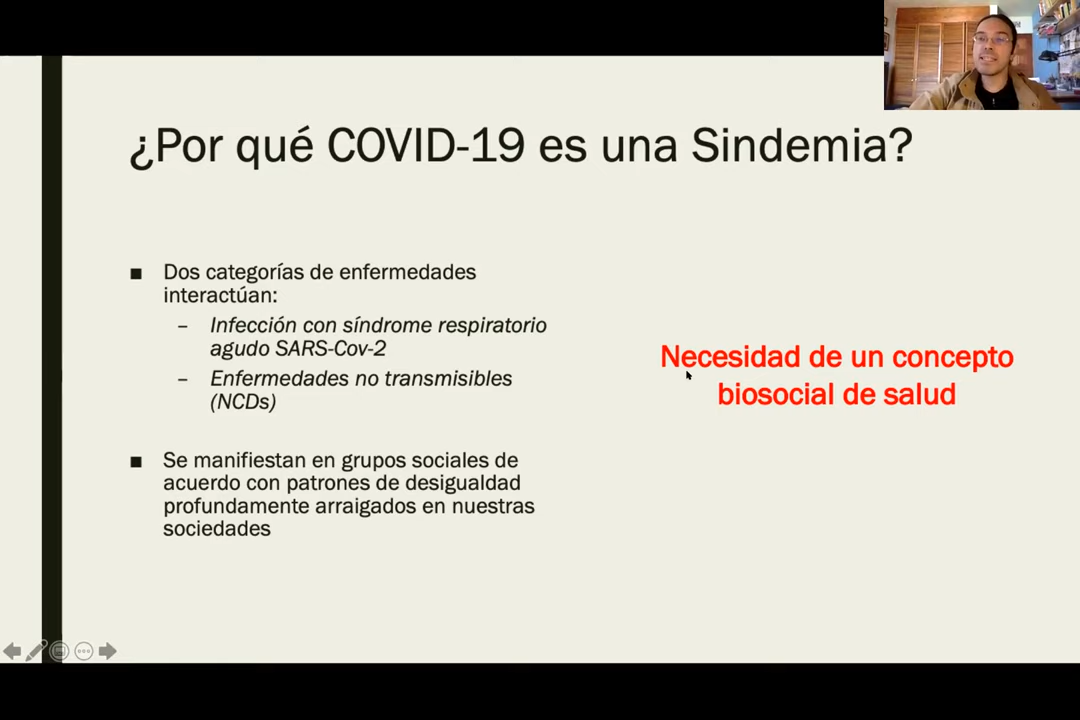 ¿Por qué COVID-19 es una Sindemia?
■ Dos categorías de enfermedades
interactúan:
– Infección con síndrome respiratorio
agudo SARS-Cov-2
– Enfermedades no transmisibles
(NCDs)
■ Se manifiestan en grupos sociales de
acuerdo con patrones de desigualdad
profundamente arraigados en nuestras
sociedades
Necesidad de un concepto
biosocial de salud